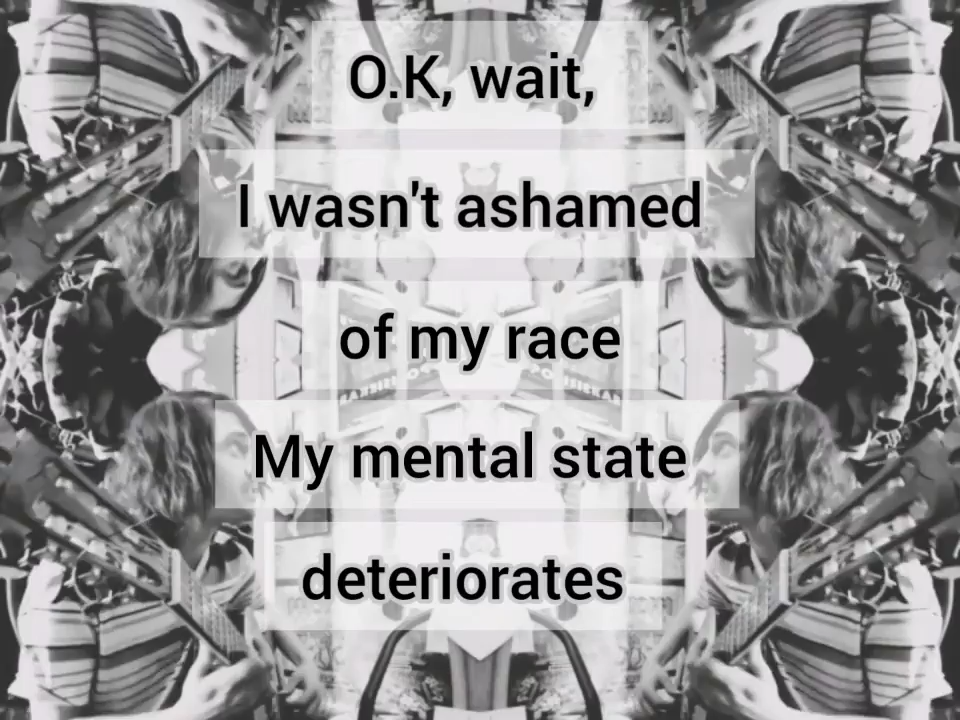 O.K, wait,
I wasn't ashamed
of my race
My mental state
deteriorates